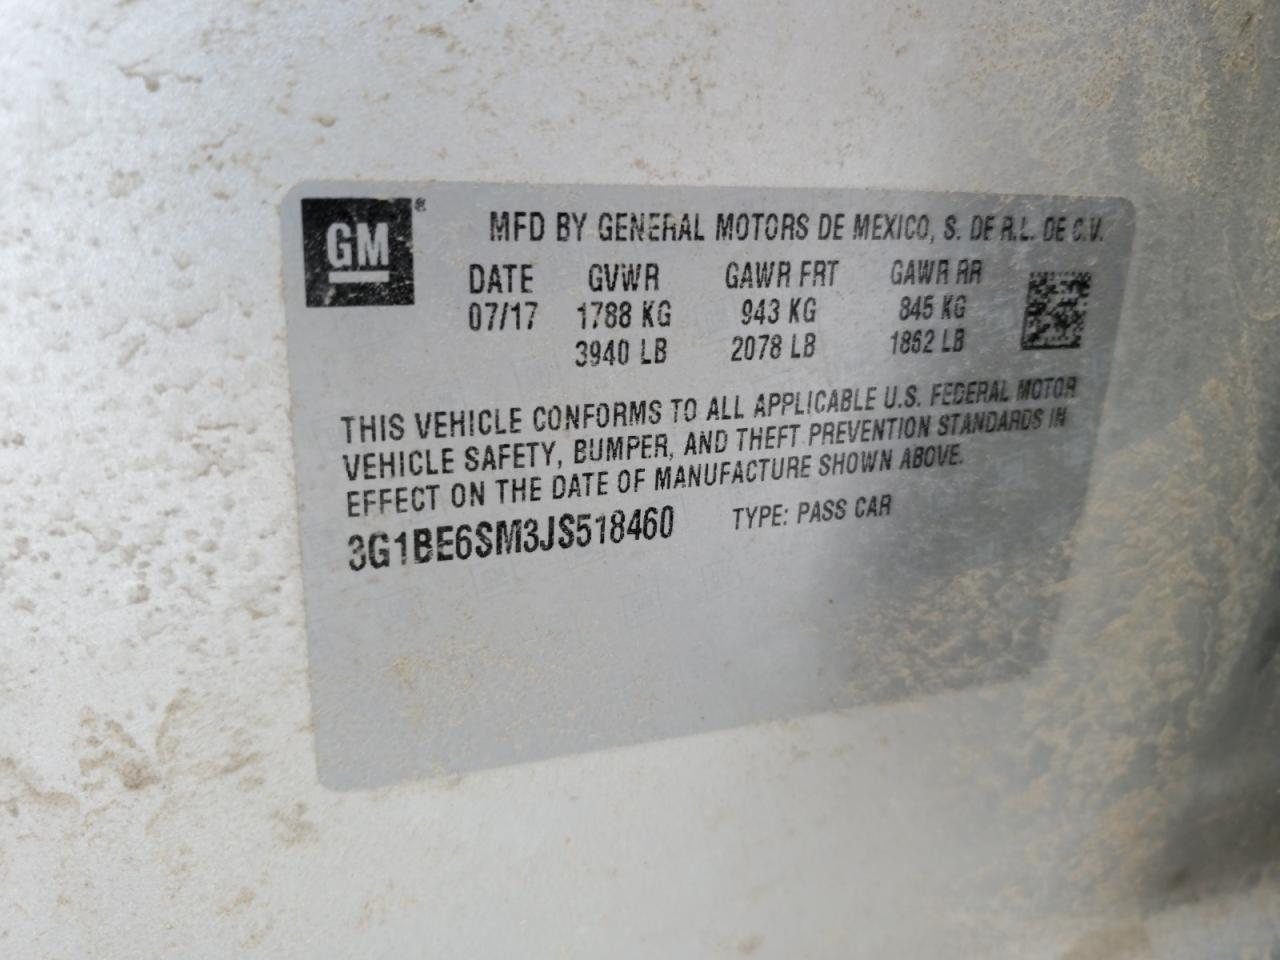 GM®
MFD BY GENERAL MOTORS DE MEXICO, S. DE R.L. DE C.V.
DATE GVWR GAWR FRT GAWR RR
07/17 1788 KG 943 KG 845 KG
3940 LB 2078 LB 1862 LB
THIS VEHICLE CONFORMS TO ALL APPLICABLE U.S. FEDERAL MOTOR
VEHICLE SAFETY, BUMPER, AND THEFT PREVENTION STANDARDS IN
EFFECT ON THE DATE OF MANUFACTURE SHOWN ABOVE.
3G1BE6SM3JS518460 TYPE: PASS CAR